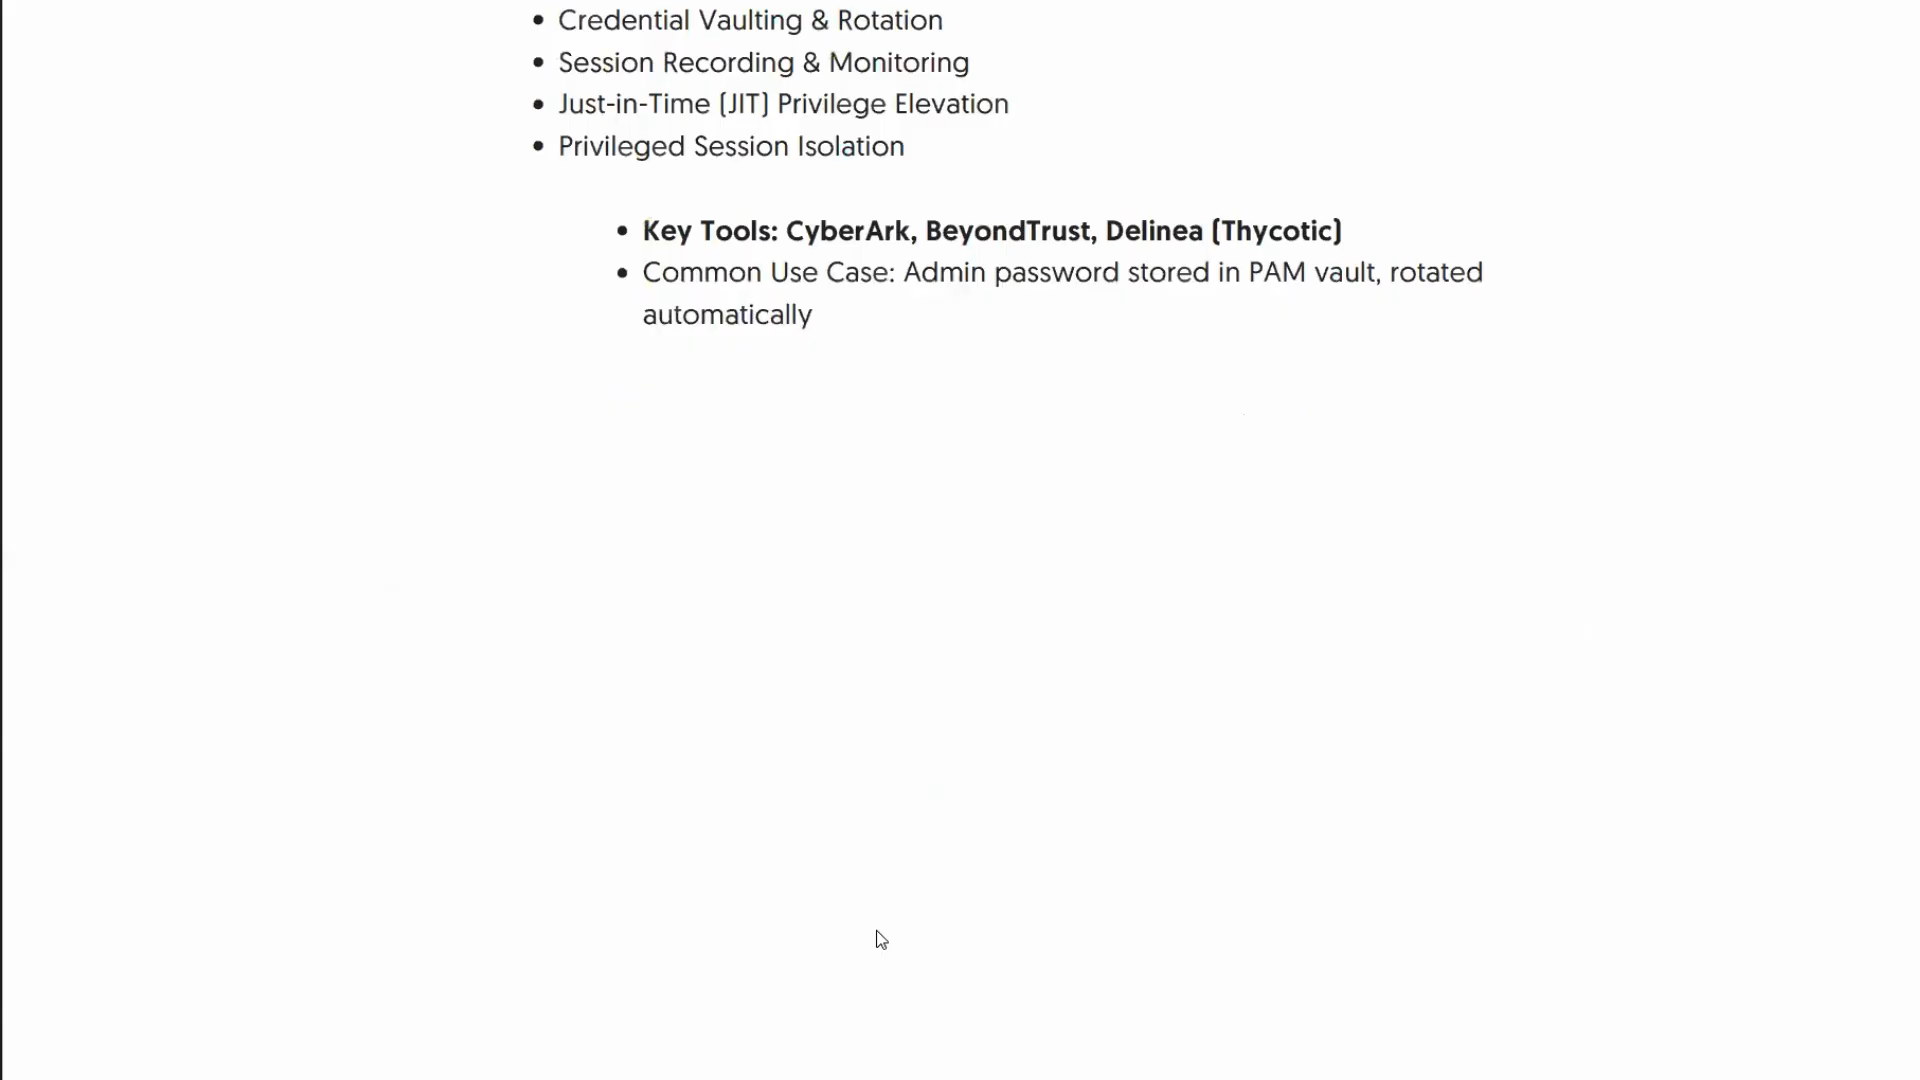 • Credential Vaulting & Rotation
• Session Recording & Monitoring
• Just-in-Time (JIT) Privilege Elevation
• Privileged Session Isolation
• Key Tools: CyberArk, BeyondTrust, Delinea (Thycotic)
• Common Use Case: Admin password stored in PAM vault, rotated
automatically